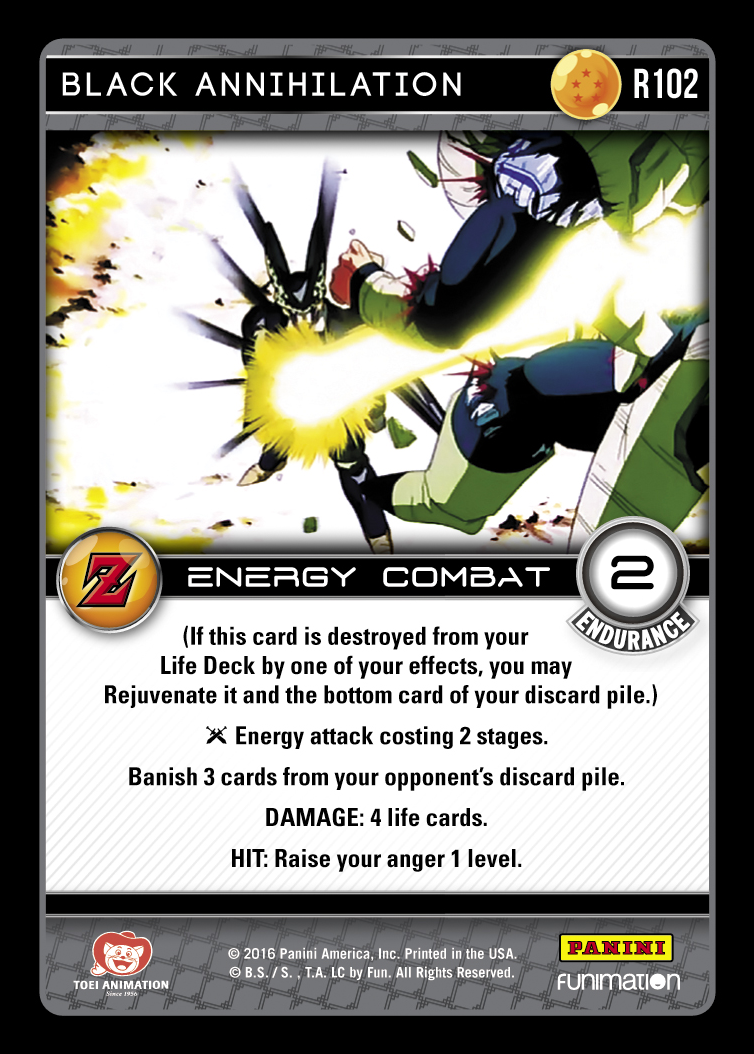 BLACK ANNIHILATION
R102
Z
ENERGY COMBAT
2
ENDURANCE
(If this card is destroyed from your
Life Deck by one of your effects, you may
Rejuvenate it and the bottom card of your discard pile.)
Energy attack costing 2 stages.
Banish 3 cards from your opponent's discard pile.
DAMAGE: 4 life cards.
HIT: Raise your anger 1 level.
TOEI ANIMATION
Since 1956
© 2016 Panini America, Inc. Printed in the USA.
© B.S. / S. , T.A. LC by Fun. All Rights Reserved.
PANINI
FUNIMATION